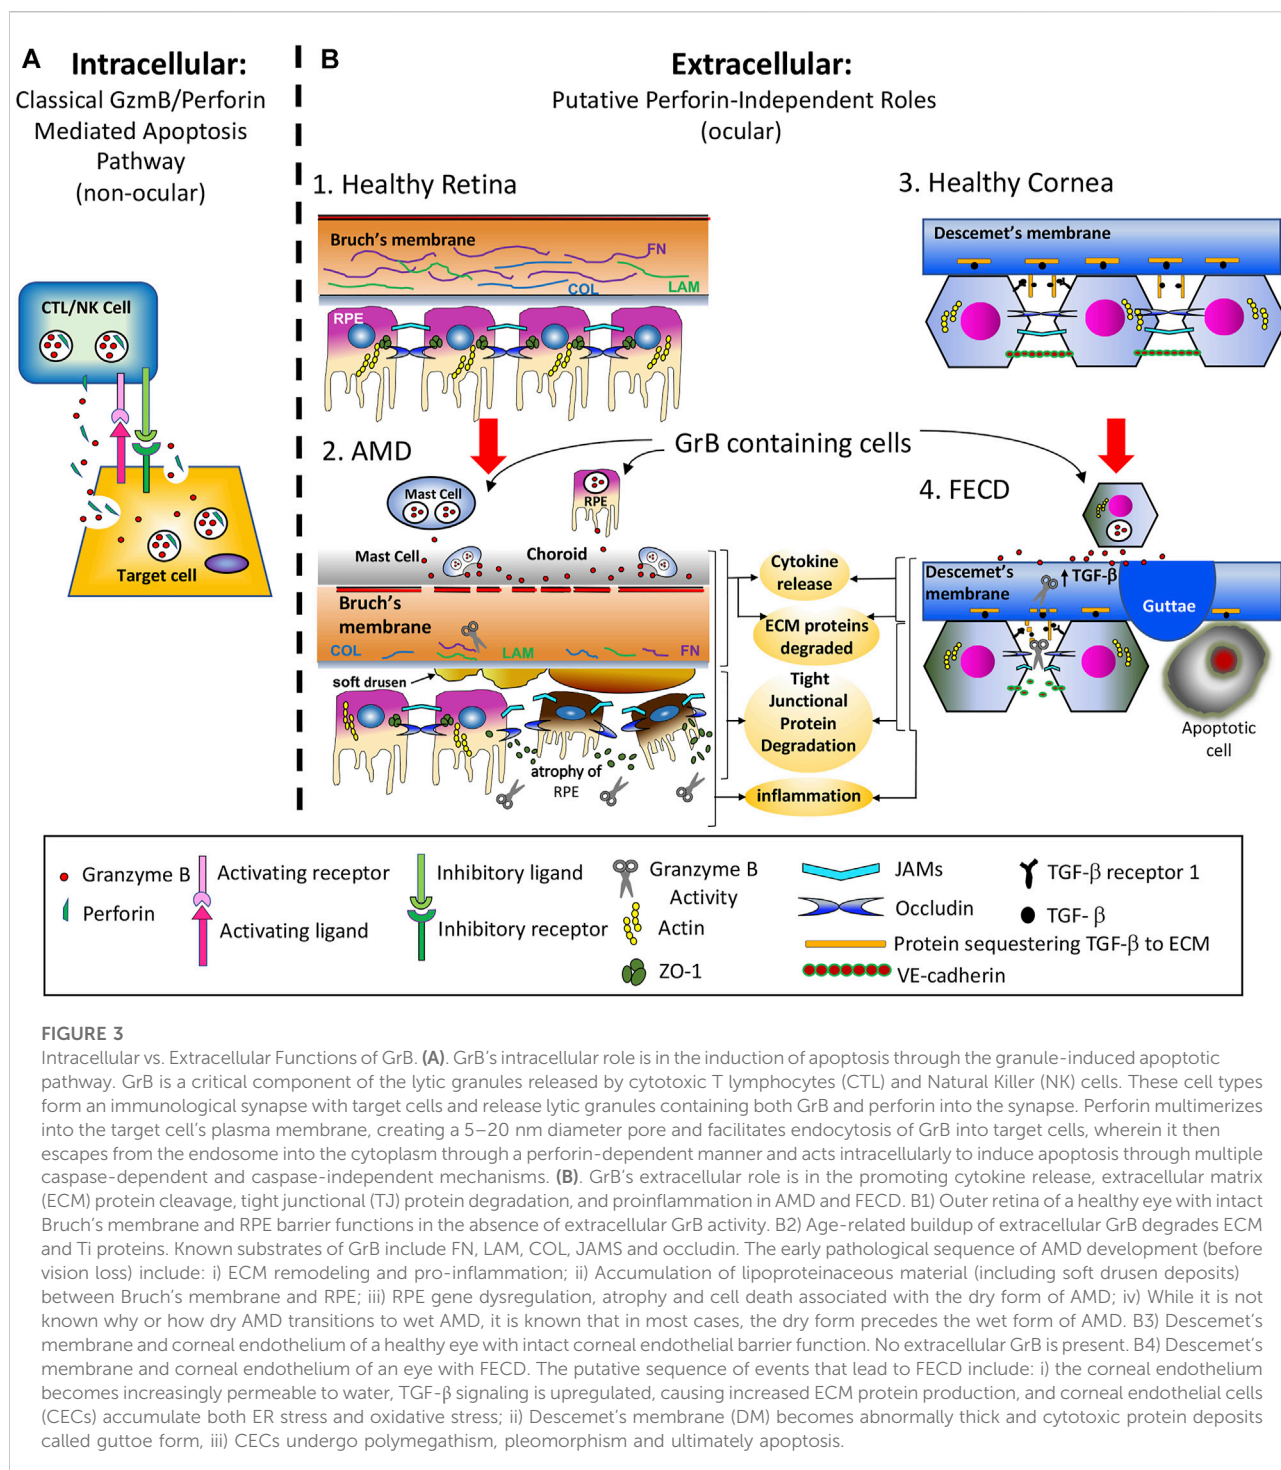 A
Intracellular:
Classical GzmB/Perforin
Mediated Apoptosis
Pathway
(non-ocular)
CTL/NK Cell
Target cell
B
Extracellular:
Putative Perforin-Independent Roles
(ocular)
1. Healthy Retina
Bruch's membrane
FN
COL
LAM
RPE
3. Healthy Cornea
Descemet's membrane
2. AMD
GrB containing cells
Mast Cell
RPE
Mast Cell
Choroid
Bruch's
membrane
COL
LAM
FN
soft drusen
atrophy of
RPE
Cytokine
release
ECM proteins
degraded
Tight
Junctional
Protein
Degradation
inflammation
4. FECD
Descemet's
membrane
TGF-β
Guttae
Apoptotic
cell
Granzyme B
Perforin
Activating receptor
Activating ligand
Inhibitory ligand
Inhibitory receptor
Granzyme B
Activity
Actin
ZO-1
JAMs
Occludin
Protein sequestering TGF-β to ECM
VE-cadherin
TGF-β receptor 1
TGF- β
FIGURE 3
Intracellular vs. Extracellular Functions of GrB. (A). GrB's intracellular role is in the induction of apoptosis through the granule-induced apoptotic
pathway. GrB is a critical component of the lytic granules released by cytotoxic T lymphocytes (CTL) and Natural Killer (NK) cells. These cell types
form an immunological synapse with target cells and release lytic granules containing both GrB and perforin into the synapse. Perforin multimerizes
into the target cell's plasma membrane, creating a 5–20 nm diameter pore and facilitates endocytosis of GrB into target cells, wherein it then
escapes from the endosome into the cytoplasm through a perforin-dependent manner and acts intracellularly to induce apoptosis through multiple
caspase-dependent and caspase-independent mechanisms. (B). GrB's extracellular role is in the promoting cytokine release, extracellular matrix
(ECM) protein cleavage, tight junctional (TJ) protein degradation, and proinflammation in AMD and FECD. B1) Outer retina of a healthy eye with intact
Bruch's membrane and RPE barrier functions in the absence of extracellular GrB activity. B2) Age-related buildup of extracellular GrB degrades ECM
and Ti proteins. Known substrates of GrB include FN, LAM, COL, JAMS and occludin. The early pathological sequence of AMD development (before
vision loss) include: i) ECM remodeling and pro-inflammation; ii) Accumulation of lipoproteinaceous material (including soft drusen deposits)
between Bruch's membrane and RPE; iii) RPE gene dysregulation, atrophy and cell death associated with the dry form of AMD; iv) While it is not
known why or how dry AMD transitions to wet AMD, it is known that in most cases, the dry form precedes the wet form of AMD. B3) Descemet's
membrane and corneal endothelium of a healthy eye with intact corneal endothelial barrier function. No extracellular GrB is present. B4) Descemet's
membrane and corneal endothelium of an eye with FECD. The putative sequence of events that lead to FECD include: i) the corneal endothelium
becomes increasingly permeable to water, TGF-β signaling is upregulated, causing increased ECM protein production, and corneal endothelial cells
(CECs) accumulate both ER stress and oxidative stress; ii) Descemet's membrane (DM) becomes abnormally thick and cytotoxic protein deposits
called guttoe form, iii) CECs undergo polymegathism, pleomorphism and ultimately apoptosis.